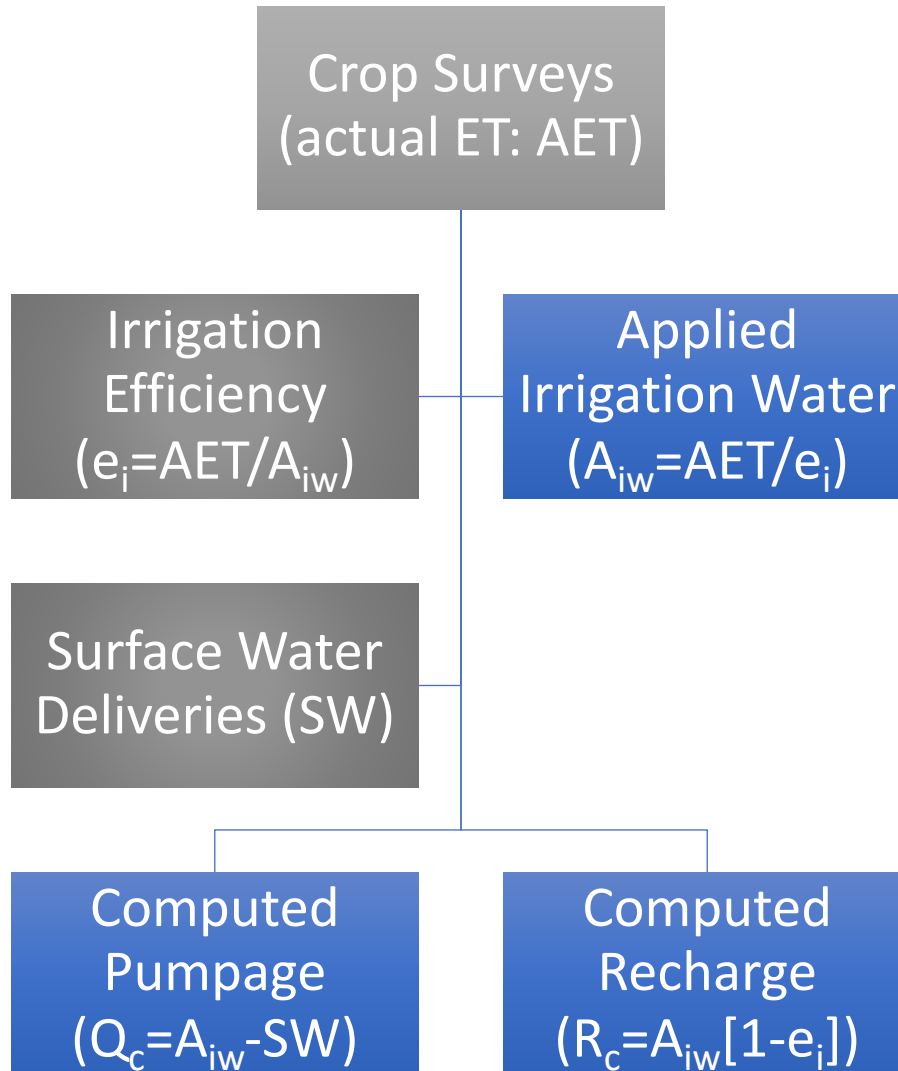 Crop Surveys
(actual ET: AET)
Irrigation
Efficiency
(eᵢ=AET/Aᵢw)
Applied
Irrigation Water
(Aᵢw=AET/eᵢ)
Surface Water
Deliveries (SW)
Computed
Pumpage
(Qc=Aᵢw-SW)
Computed
Recharge
(Rc=Aᵢw[1-eᵢ])